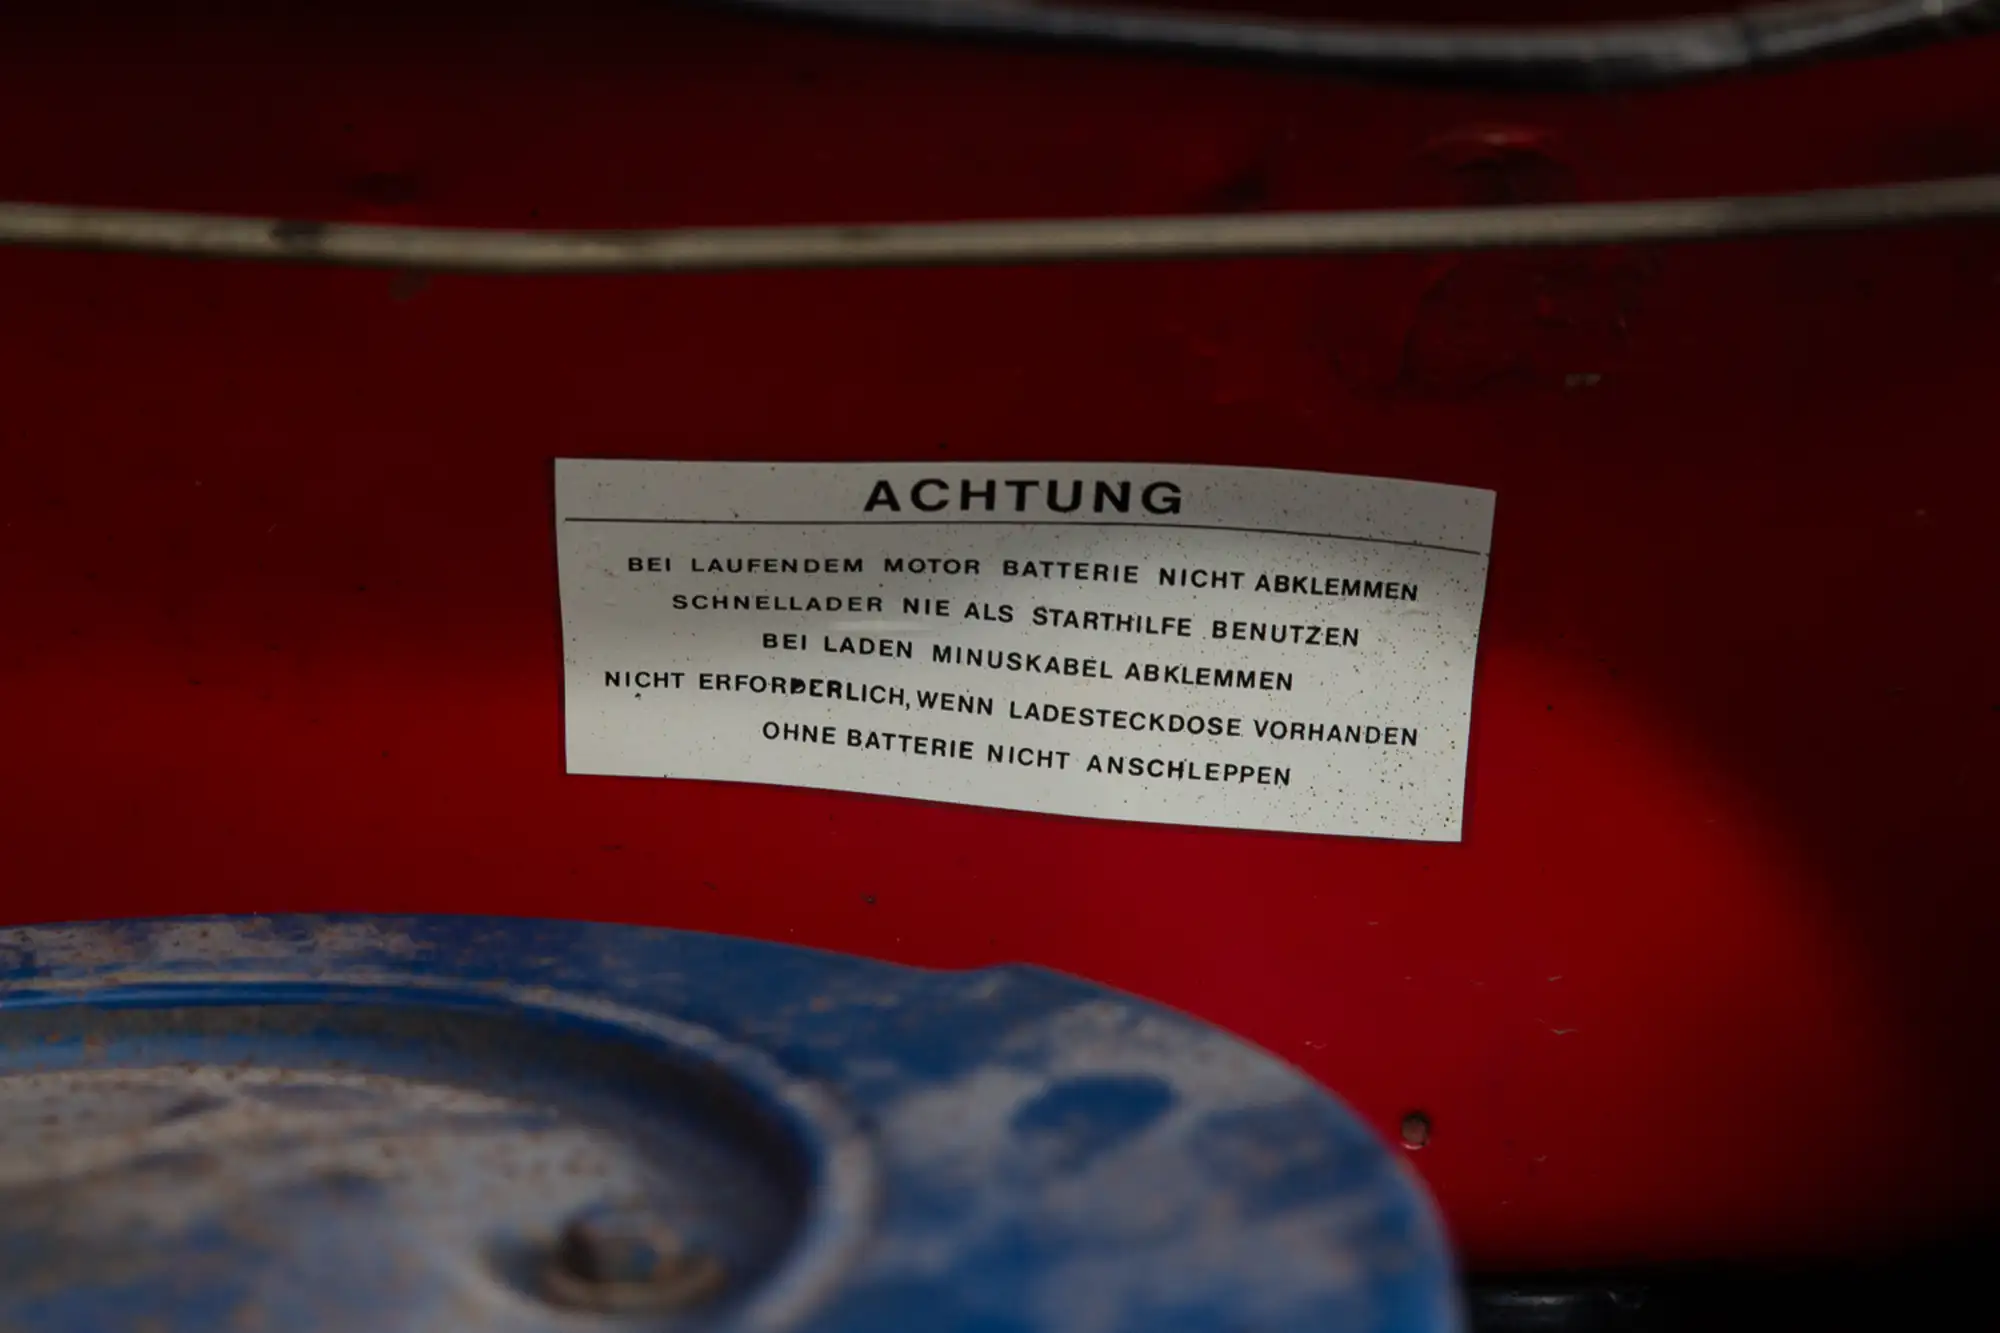 ACHTUNG
BEI LAUFENDEM MOTOR BATTERIE NICHT ABKLEMMEN
SCHNELLADER NIE ALS STARTHILFE BENUTZEN
BEI LADEN MINUSKABEL ABKLEMMEN
NICHT ERFORDERLICH, WENN LADESTECKDOSE VORHANDEN
OHNE BATTERIE NICHT ANSCHLEPPEN